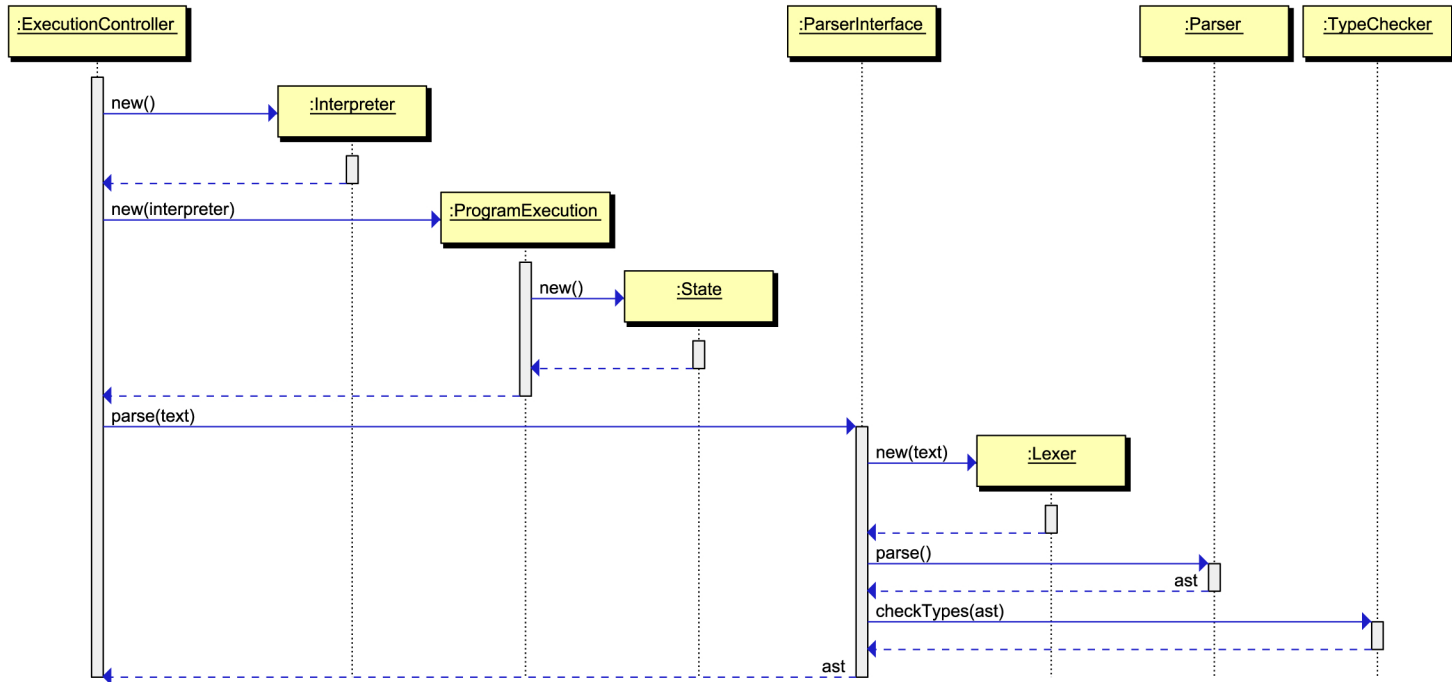 :ExecutionController
:ParserInterface
:Parser
:TypeChecker
new()
:Interpreter
new(interpreter)
:ProgramExecution
new()
:State
parse(text)
new(text)
:Lexer
parse()
ast
checkTypes(ast)
ast